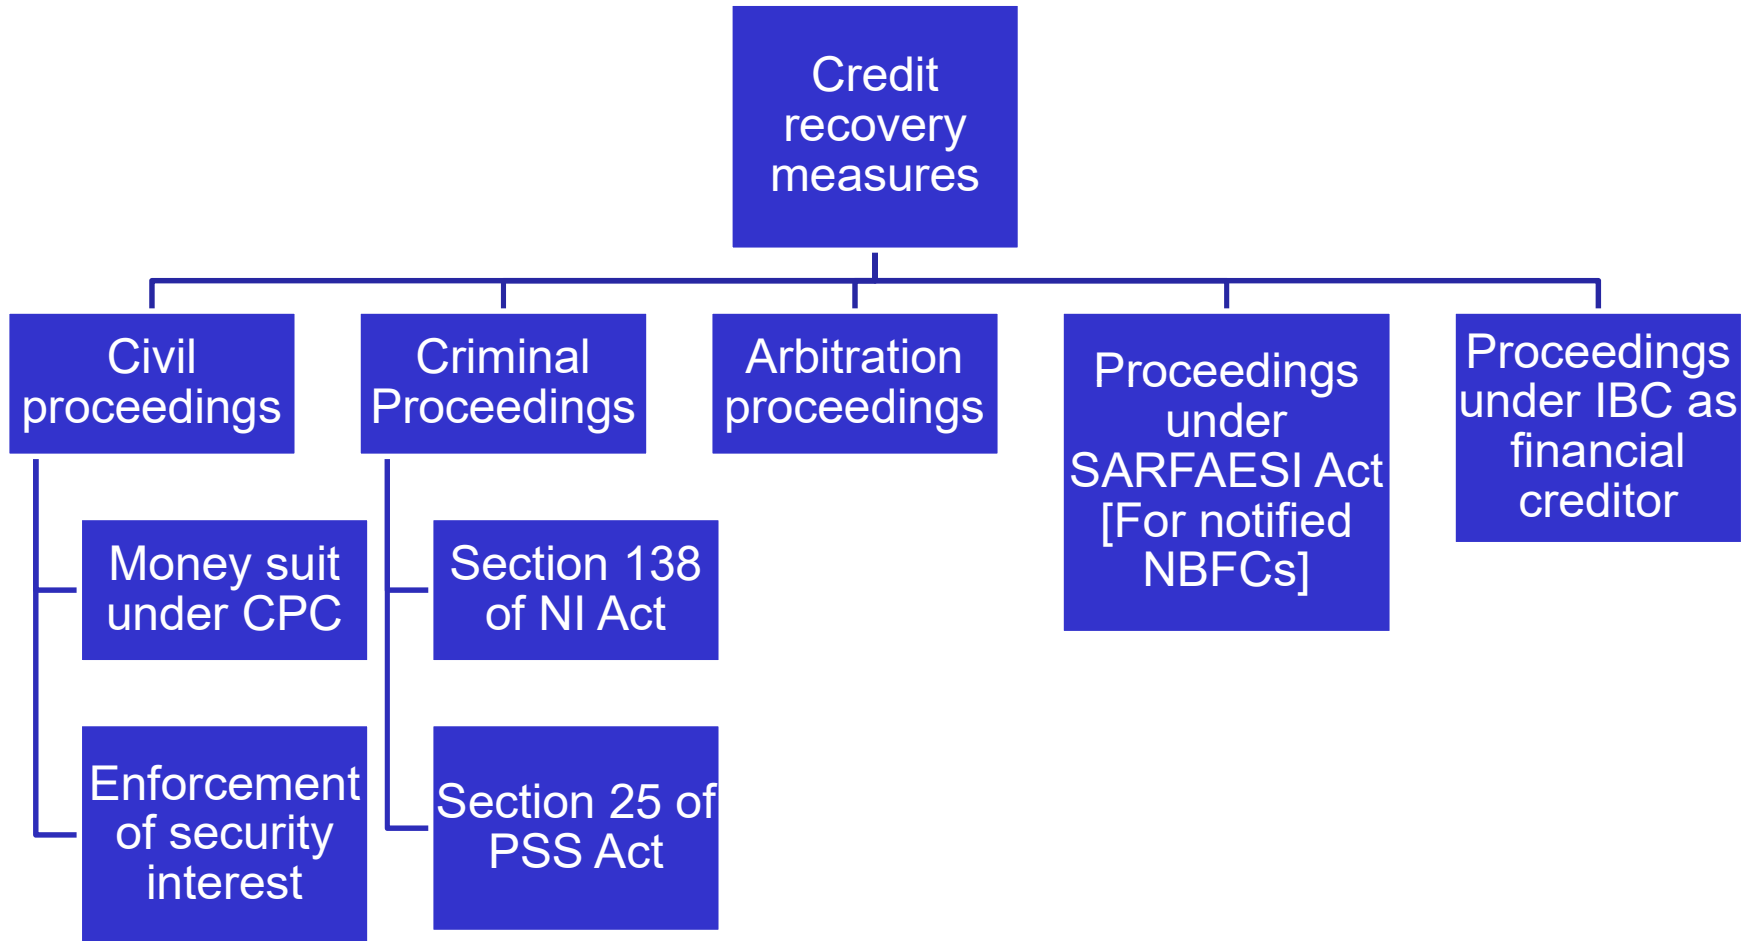 Credit
recovery
measures
Civil
proceedings
Criminal
Proceedings
Arbitration
proceedings
Proceedings
under
SARFAESI Act
[For notified
NBFCs]
Proceedings
under IBC as
financial
creditor
Money suit
under CPC
Section 138
of NI Act
Enforcement
of security
interest
Section 25 of
PSS Act